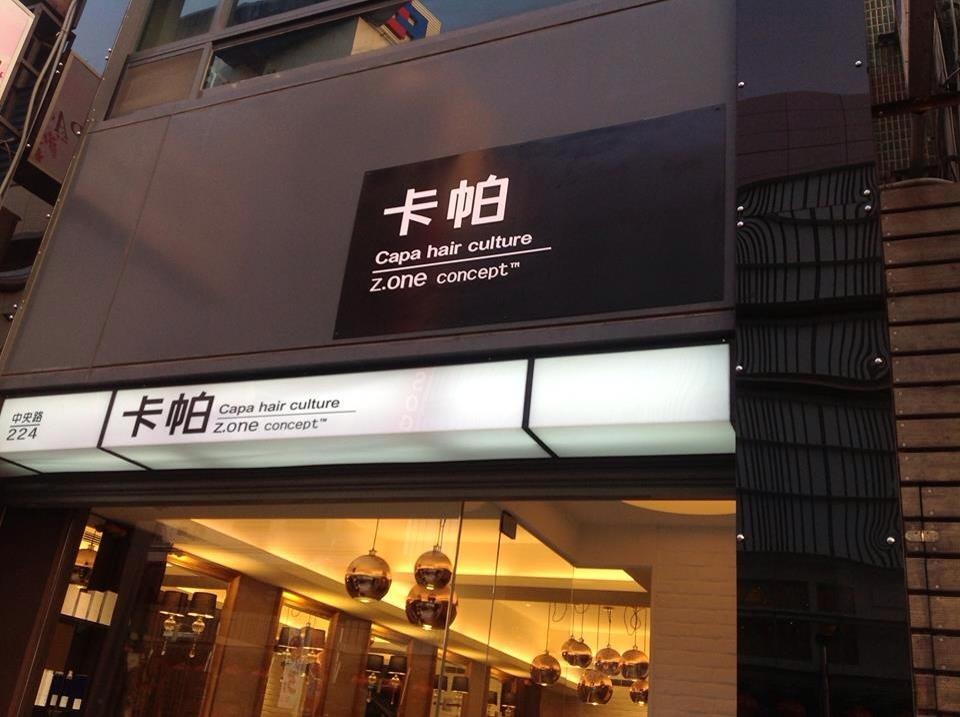 卡帕
Capa hair culture
z.one concept™
中央路
224
卡帕
Capa hair culture
z.one concept™